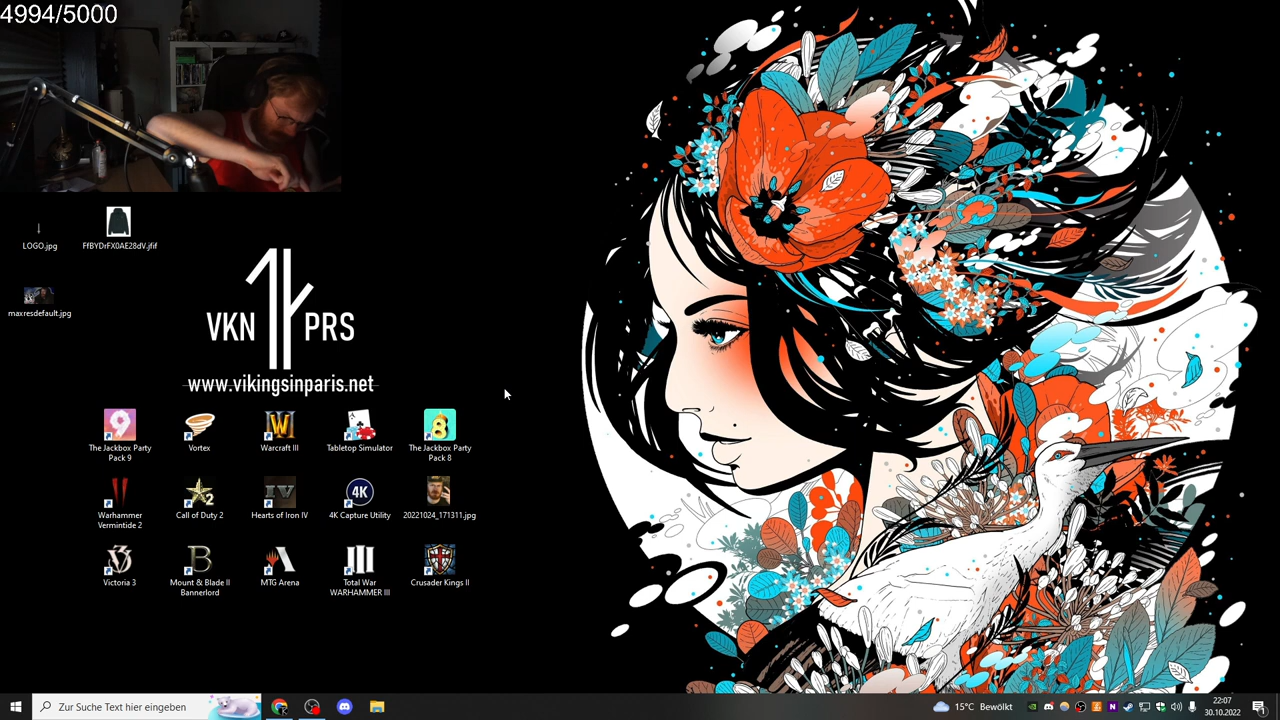 4994/5000
LOGO.jpg
FfBYDrFX0AE28dV.jfif
maxresdefault.jpg
VKN PRS
www.vikingsinparis.net
The Jackbox Party Pack 9
Vortex
Warcraft III
Tabletop Simulator
The Jackbox Party Pack 8
Warhammer Vermintide 2
Call of Duty 2
Hearts of Iron IV
4K Capture Utility
20221024_171311.jpg
Victoria 3
Mount & Blade II Bannerlord
MTG Arena
Total War WARHAMMER III
Crusader Kings II
Zur Suche Text hier eingeben
15°C Bewölkt
22:07
30.10.2022